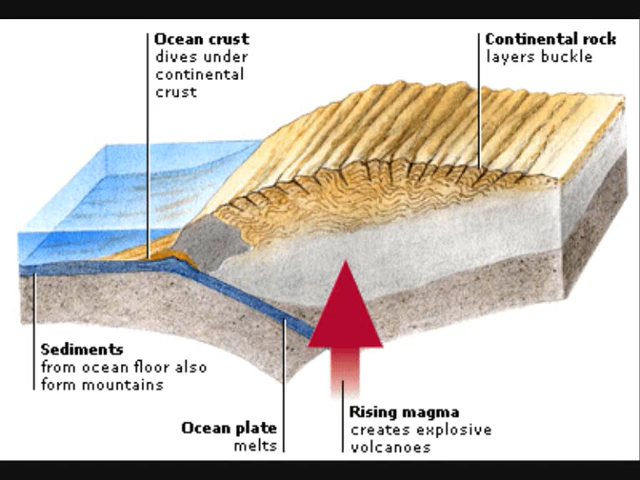 Ocean crust
dives under
continental
crust
Continental rock
layers buckle
Sediments
from ocean floor also
form mountains
Ocean plate
melts
Rising magma
creates explosive
volcanoes